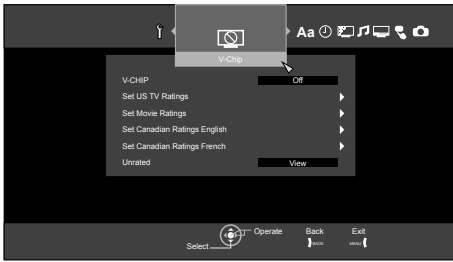 Aa
V-Chip
V-CHIP Off
Set US TV Ratings
Set Movie Ratings
Set Canadian Ratings English
Set Canadian Ratings French
Unrated View
Operate Back Exit
Select BACK MENU